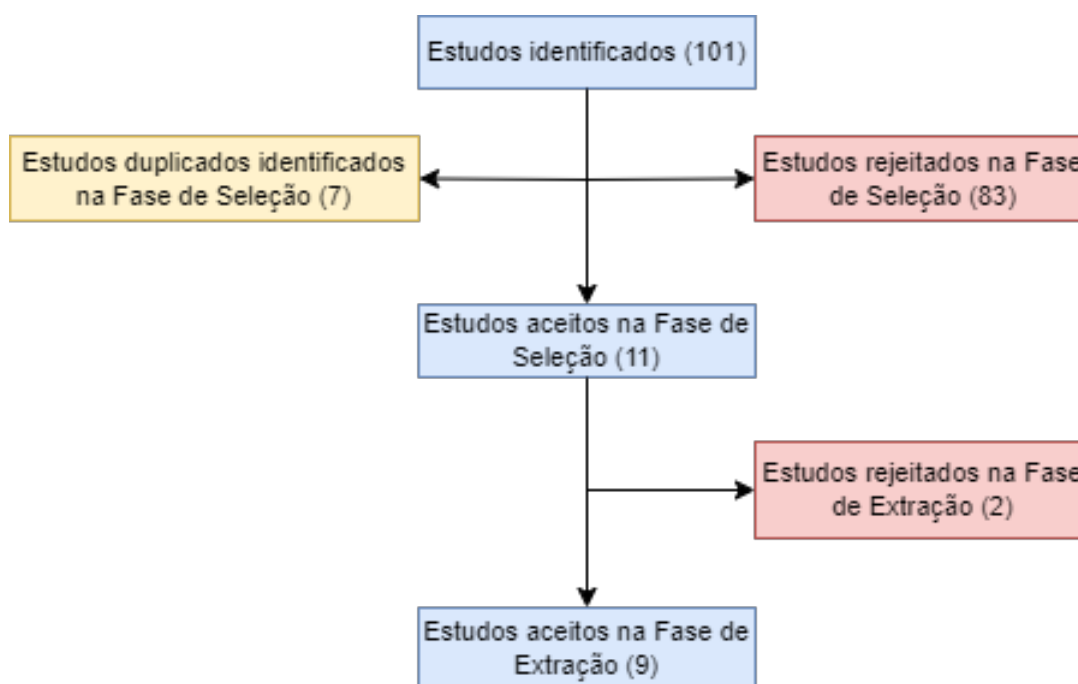 Estudos identificados (101)
Estudos duplicados identificados
na Fase de Seleção (7)
Estudos rejeitados na Fase
de Seleção (83)
Estudos aceitos na Fase de
Seleção (11)
Estudos rejeitados na Fase
de Extração (2)
Estudos aceitos na Fase de
Extração (9)